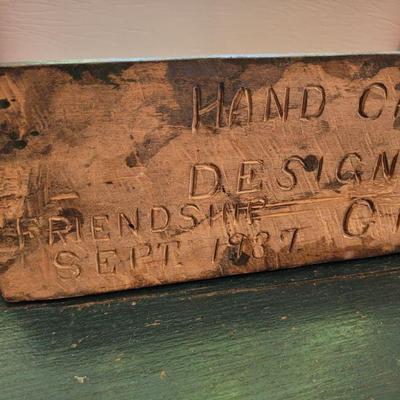 HAND C
DESIGN
FRIENDSHIP C
SEPT 1987